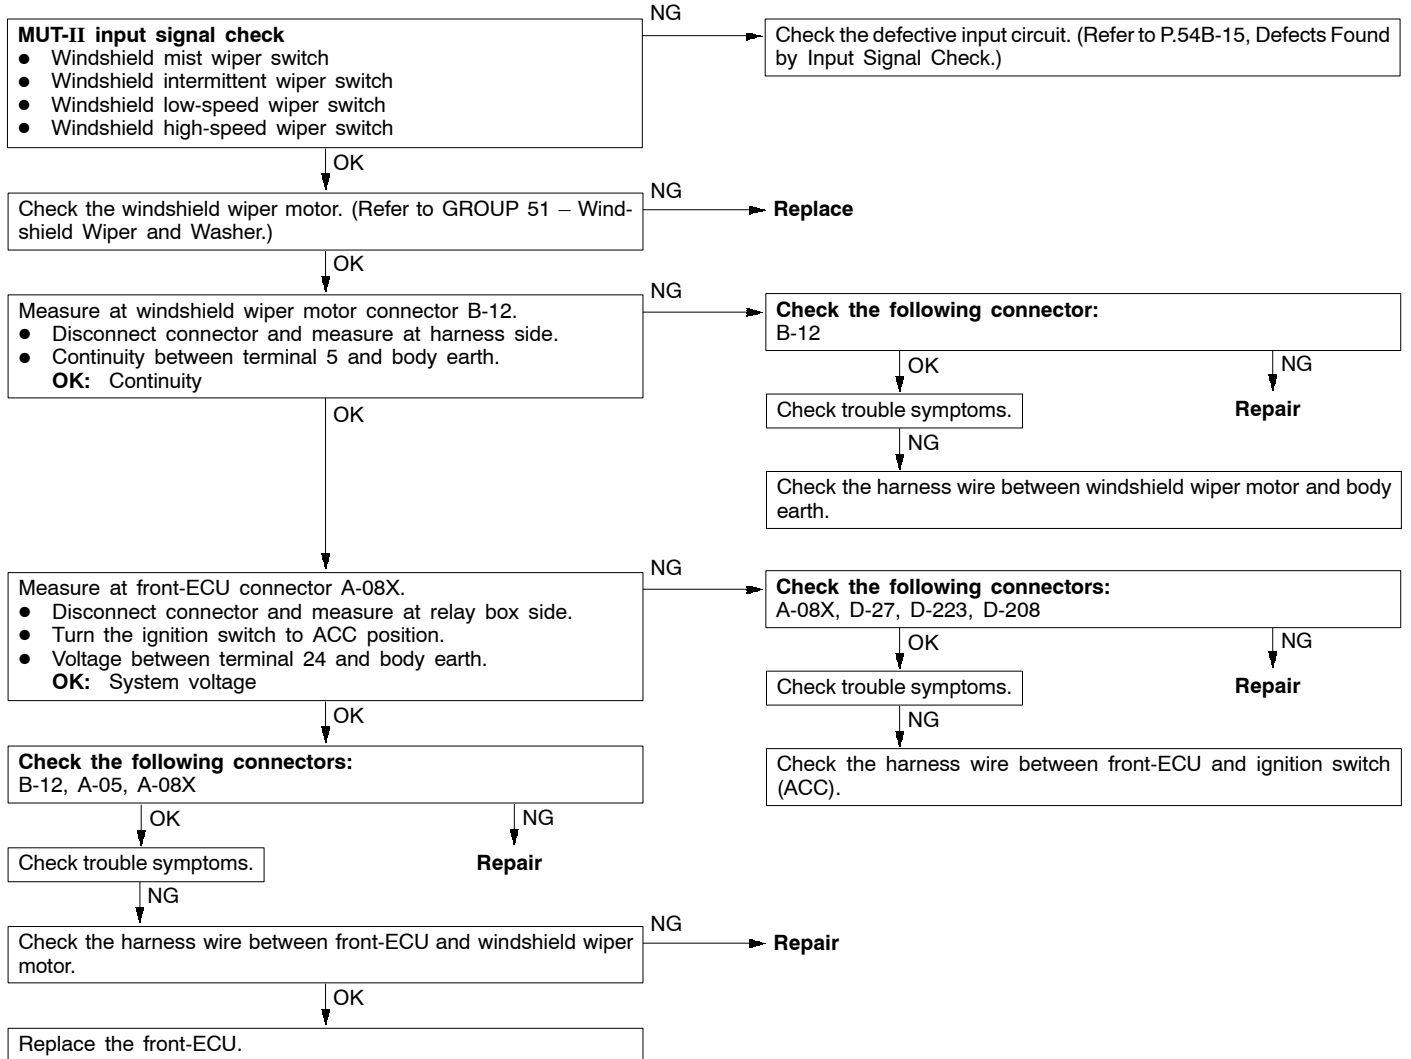 MUT-II input signal check
● Windshield mist wiper switch
● Windshield intermittent wiper switch
● Windshield low-speed wiper switch
● Windshield high-speed wiper switch
NG
Check the defective input circuit. (Refer to P.54B-15, Defects Found
by Input Signal Check.)
OK
Check the windshield wiper motor. (Refer to GROUP 51 – Wind-
shield Wiper and Washer.)
NG
Replace
OK
Measure at windshield wiper motor connector B-12.
● Disconnect connector and measure at harness side.
● Continuity between terminal 5 and body earth.
OK: Continuity
NG
Check the following connector:
B-12
OK
NG
Check trouble symptoms.
Repair
NG
Check the harness wire between windshield wiper motor and body
earth.
OK
Measure at front-ECU connector A-08X.
● Disconnect connector and measure at relay box side.
● Turn the ignition switch to ACC position.
● Voltage between terminal 24 and body earth.
OK: System voltage
NG
Check the following connectors:
A-08X, D-27, D-223, D-208
OK
NG
Check trouble symptoms.
Repair
NG
Check the harness wire between front-ECU and ignition switch
(ACC).
OK
Check the following connectors:
B-12, A-05, A-08X
OK
NG
Check trouble symptoms.
Repair
NG
Check the harness wire between front-ECU and windshield wiper
motor.
NG
Repair
OK
Replace the front-ECU.